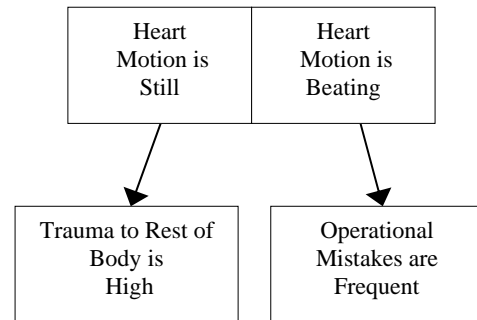 Heart
Motion is
Still
Heart
Motion is
Beating
Trauma to Rest of
Body is
High
Operational
Mistakes are
Frequent